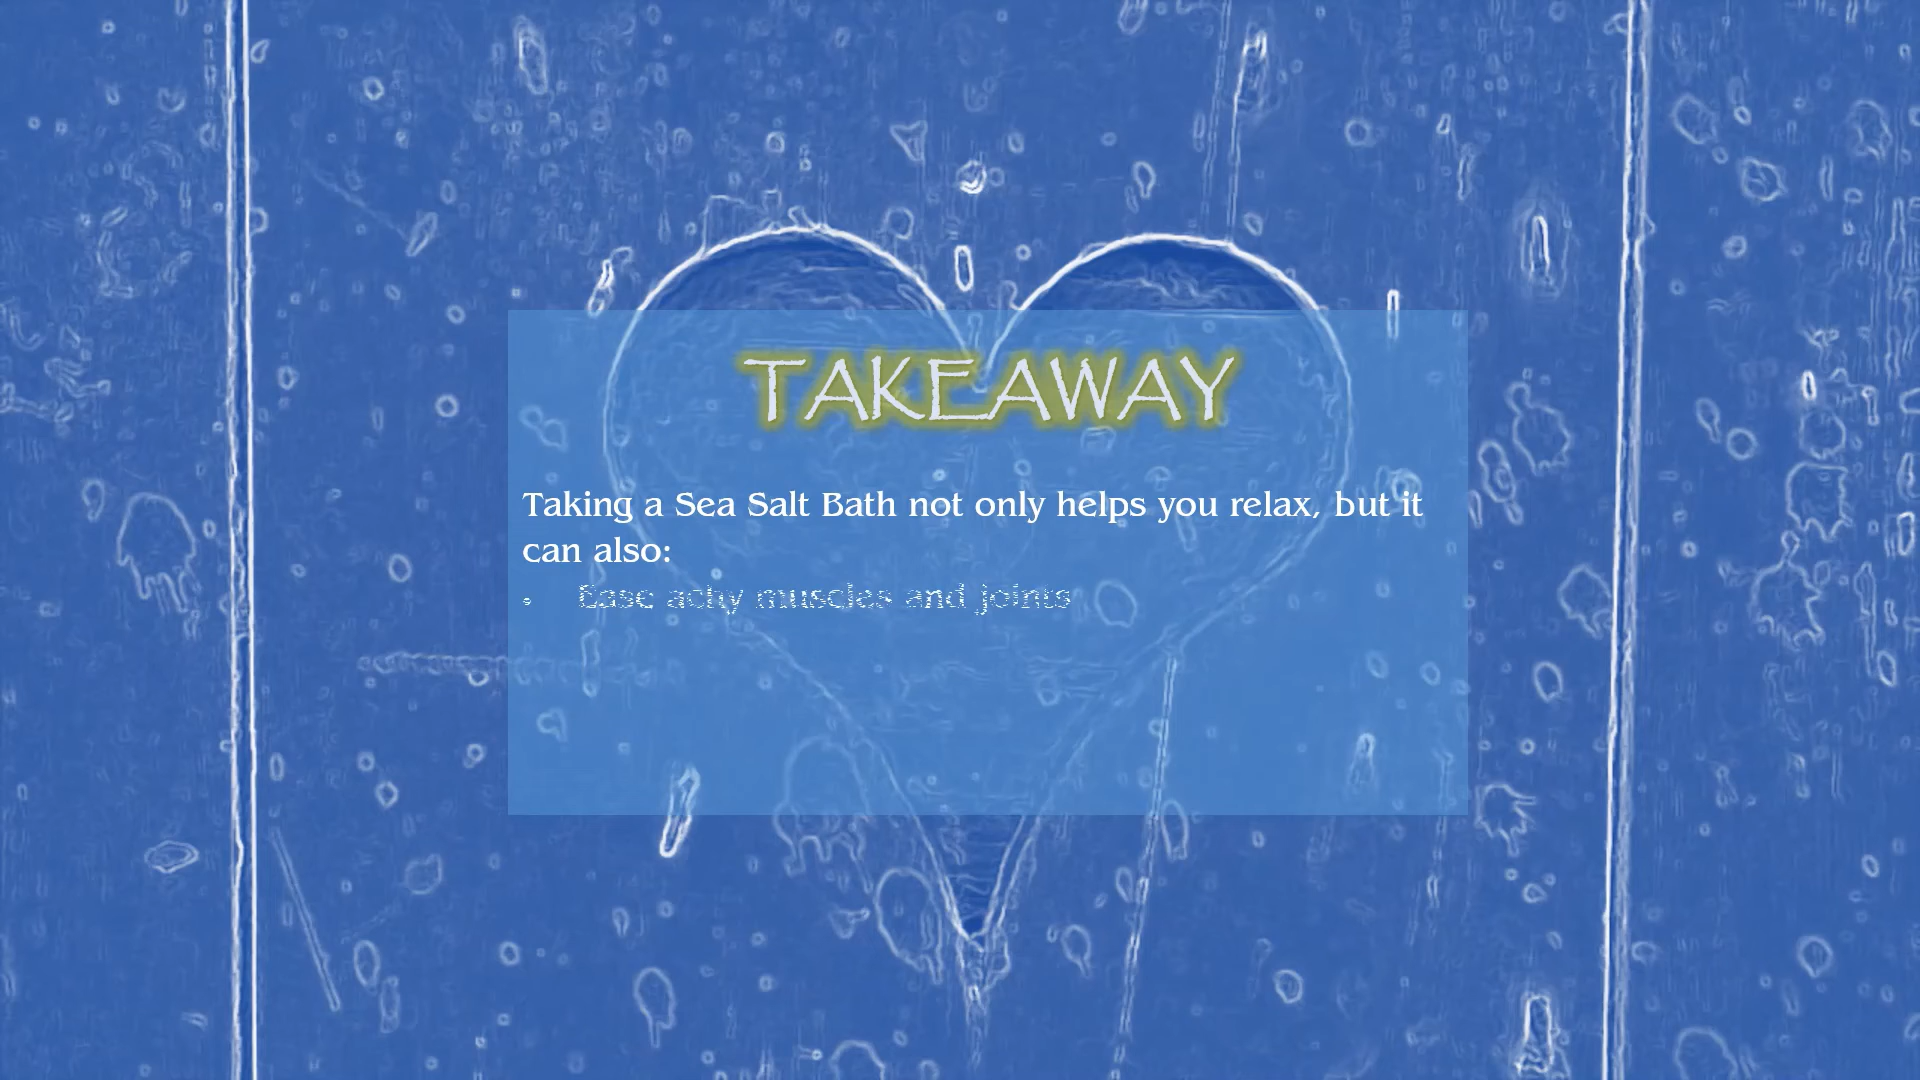 TAKEAWAY
Taking a Sea Salt Bath not only helps you relax, but it
can also:
• Ease achy muscles and joints